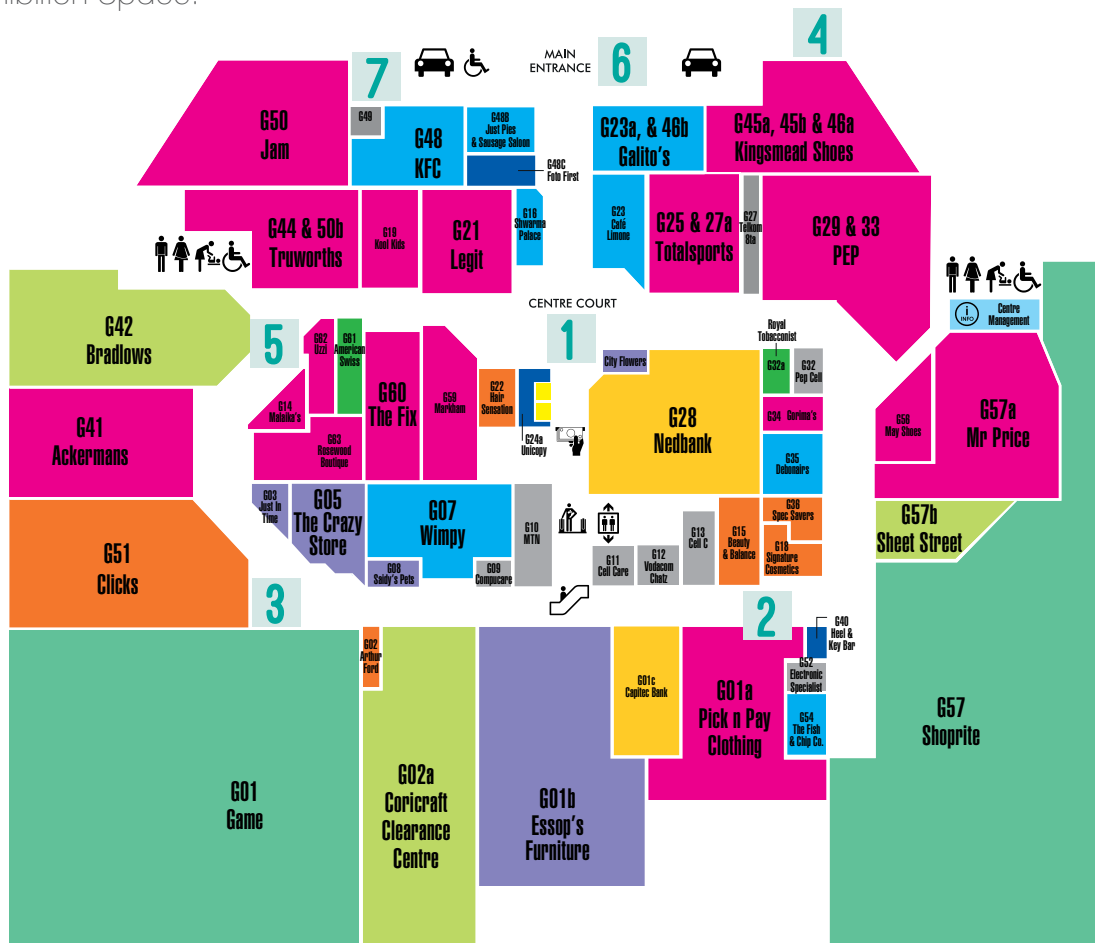 hibition space.
4
7
MAIN
ENTRANCE
6
G50
Jam
G49
G48
KFC
G48B
Just Pies
& Sausage Saloon
G48C
Foto First
G23a, & 46b
Galito's
G45a, 45b & 46a
Kingsmead Shoes
G44 & 50b
Truworths
G19
Kool Kids
G21
Legit
G16
Shwarma
Palace
G23
Café
Limone
G25 & 27a
Totalsports
G27
Telkom
G29 & 33
PEP
CENTRE COURT
i
INFO
Centre
Management
G42
Bradlows
5
G62
Uzzi
G61
American
Swiss
1
Royal
Tobacconist
G32a
G32
Pep Cell
City Flowers
G60
The Fix
G59
Markham
G22
Hair
Sensation
G24a
Unicopy
G28
Nedbank
G34
Gorima's
G14
Malaika's
G63
Rosewood
Boutique
G41
Ackermans
G35
Debonairs
G58
May Shoes
G57a
Mr Price
G03
Just In
Time
G05
The Crazy
Store
G07
Wimpy
G10
MTN
G08
Saldy's Pets
G09
Compucare
G11
Cell Care
G12
Vodacom
Chatz
G13
Cell C
G15
Beauty
& Balance
G36
Spec Savers
G18
Signature
Cosmetics
G57b
Sheet Street
G51
Clicks
3
2
G02
Arthur
Ford
G40
Heel &
Key Bar
G52
Electronic
Specialist
G54
The Fish
& Chip Co.
G01c
Capitec Bank
G01a
Pick n Pay
Clothing
G57
Shoprite
G01
Game
G02a
Coricraft
Clearance
Centre
G01b
Essop's
Furniture